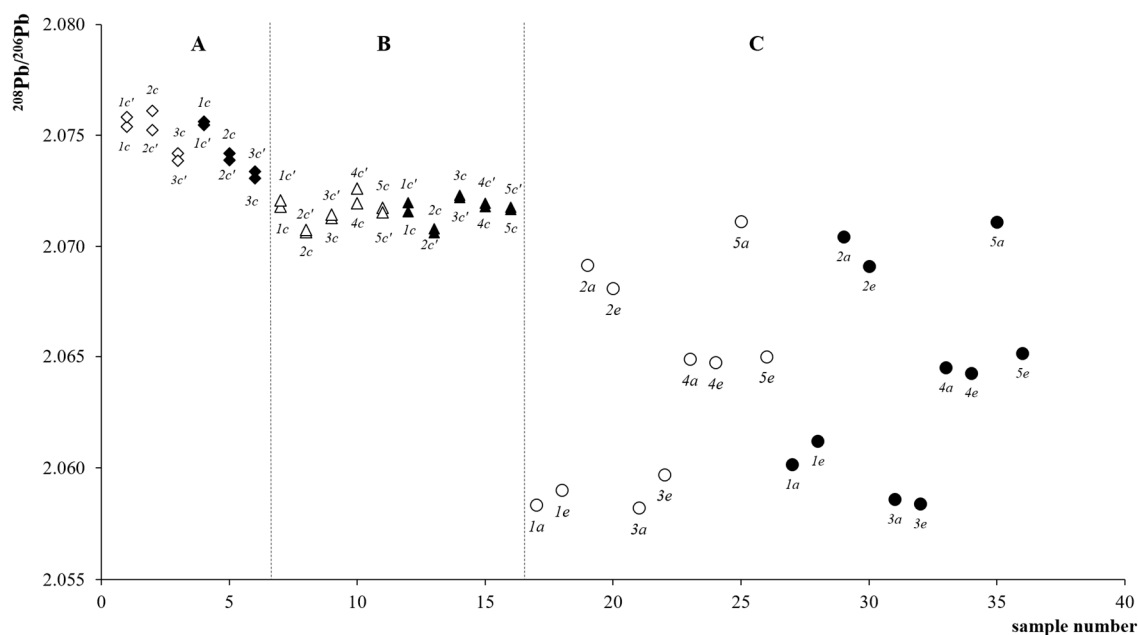 ²⁰⁸Pb/²⁰⁶Pb
2.080
A B C
2c 1c
1c'
2.075
3c 2c 3c'
1c 2c' 1c'
3c' 2c'
1c' 3c 4c' 5c 1c' 3c 4c' 5c'
3c'
2c' 2c
1c 3c 4c 1c 3c' 4c 5c
2c 5c' 2c'
2.070
5a 2a 5a
2a 2e
2e
2.065
4a 4e 5e 4a 4e 5e
2.060
1e
1a
3e
1e 3a 3e
1a 3a
2.055
0 5 10 15 20 25 30 35 40
sample number